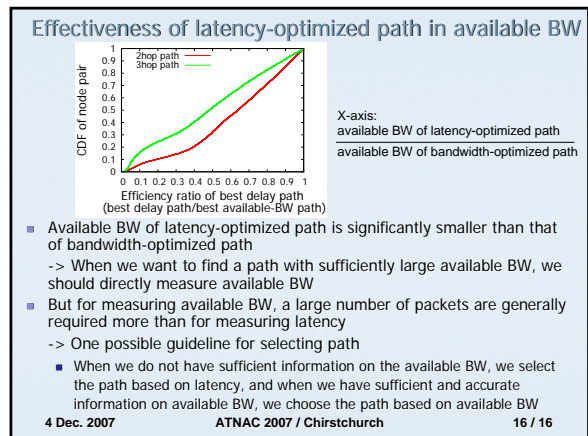 Effectiveness of latency-optimized path in available BW
1
0.9
0.8
0.7
0.6
0.5
0.4
0.3
0.2
0.1
0
2hop path
3hop path
CDF of node pair
0 0.1 0.2 0.3 0.4 0.5 0.6 0.7 0.8 0.9 1
Efficiency ratio of best delay path
(best delay path/best available-BW path)
X-axis:
available BW of latency-optimized path
available BW of bandwidth-optimized path
Available BW of latency-optimized path is significantly smaller than that
of bandwidth-optimized path
-> When we want to find a path with sufficiently large available BW, we
should directly measure available BW
But for measuring available BW, a large number of packets are generally
required more than for measuring latency
-> One possible guideline for selecting path
When we do not have sufficient information on the available BW, we select
the path based on latency, and when we have sufficient and accurate
information on available BW, we choose the path based on available BW
4 Dec. 2007 ATNAC 2007 / Chirstchurch 16 / 16